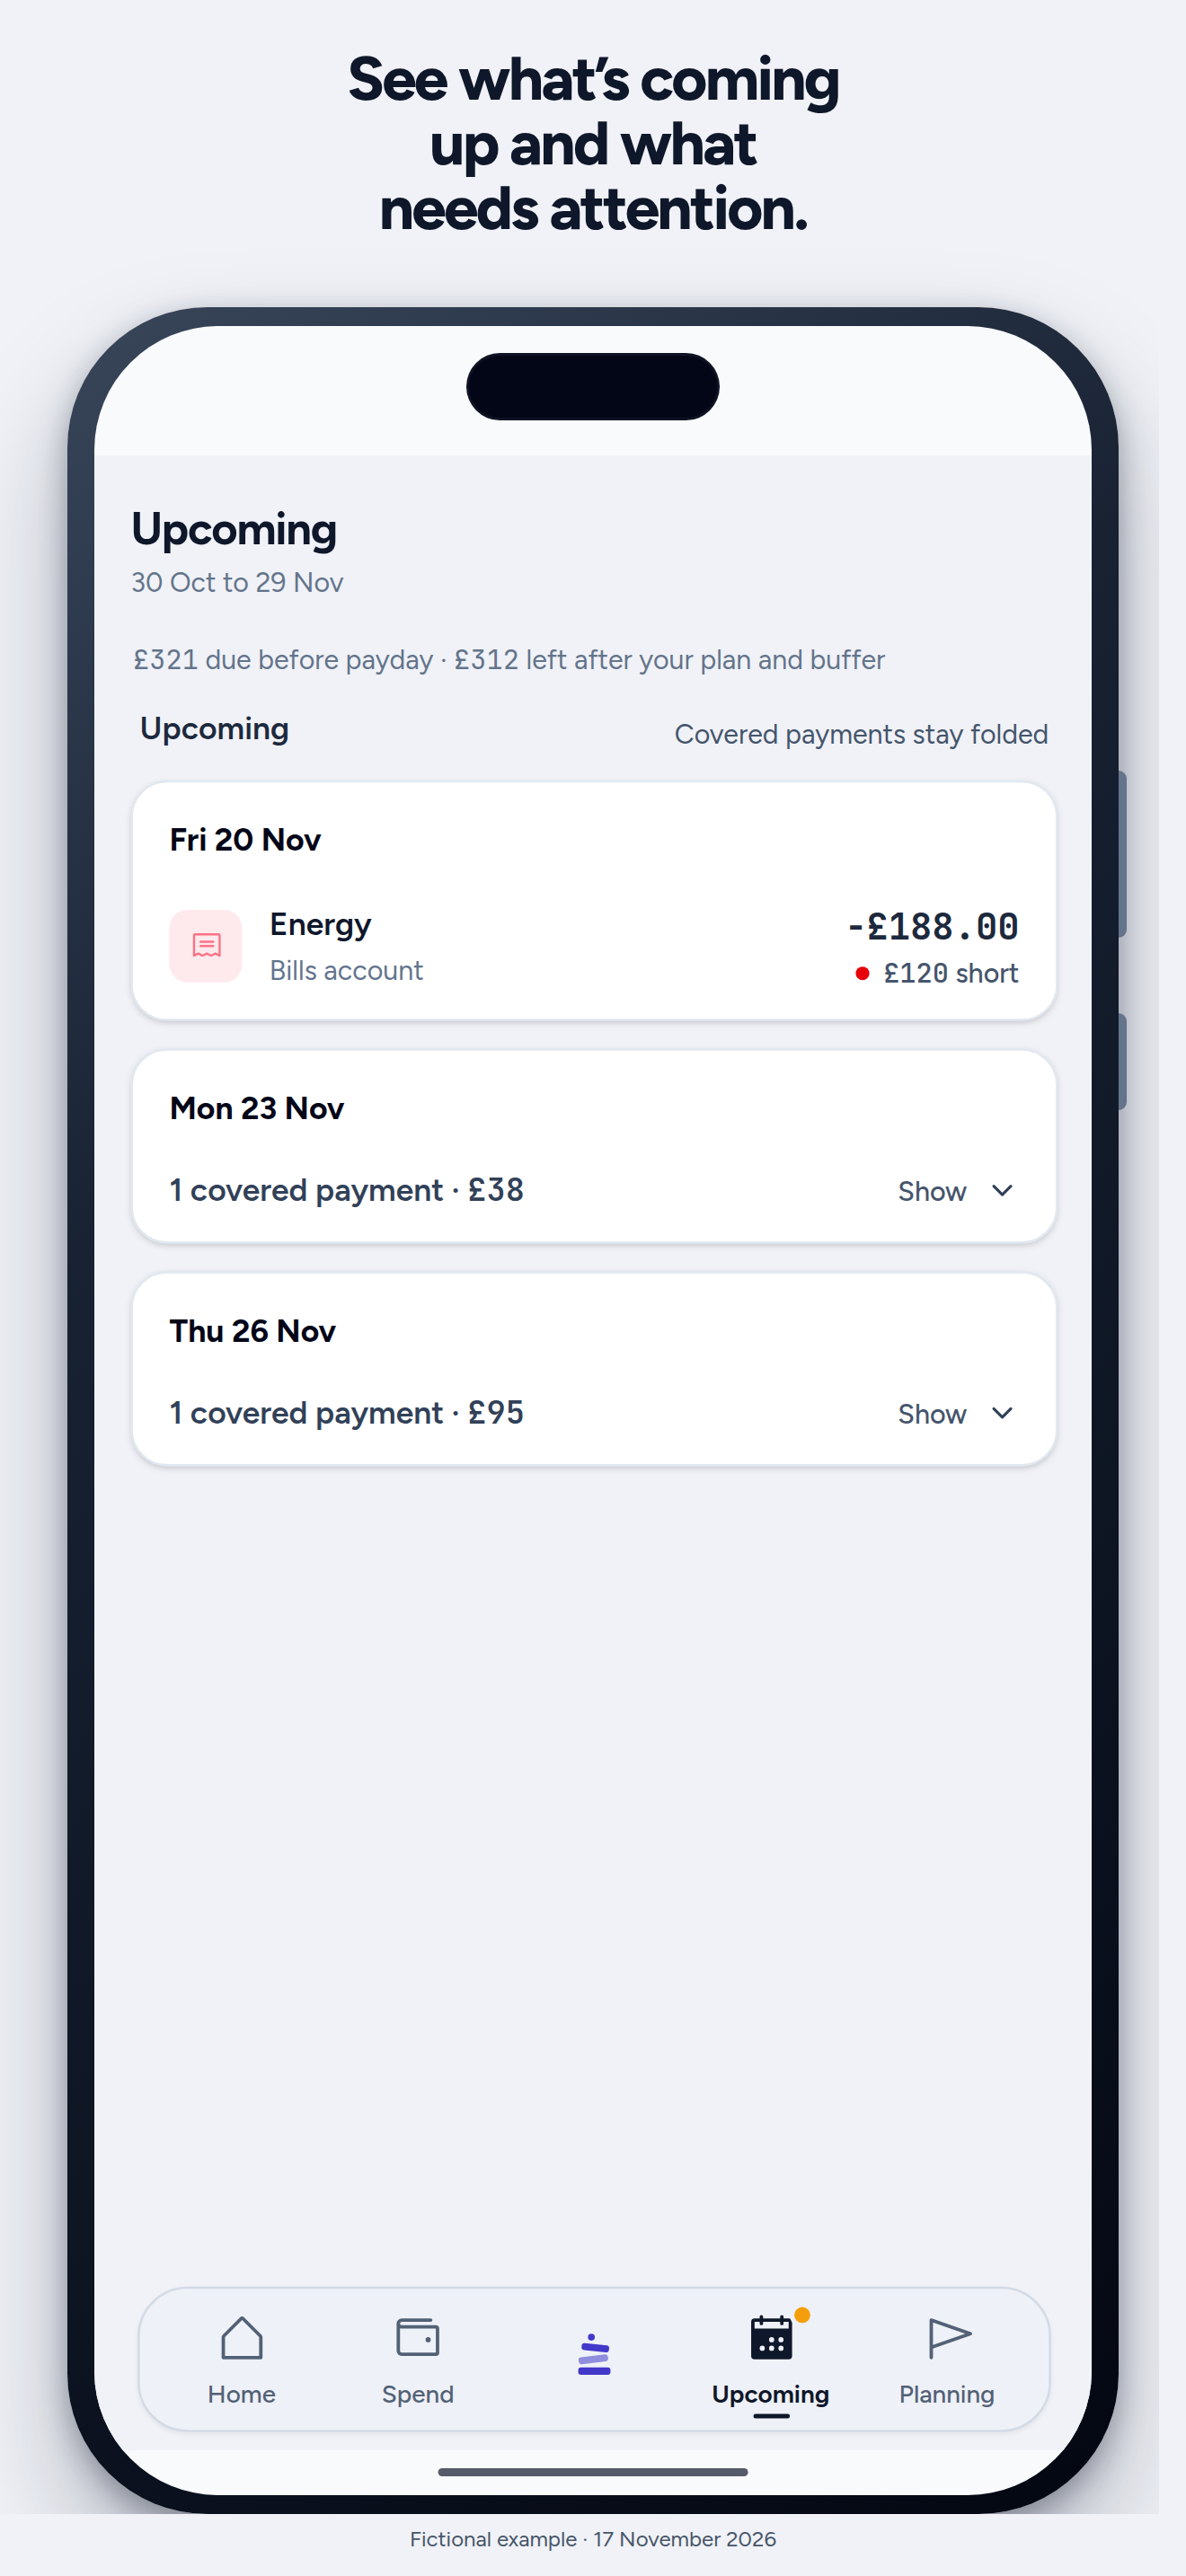 See what’s coming
up and what
needs attention.
Upcoming
30 Oct to 29 Nov
£321 due before payday · £312 left after your plan and buffer
Upcoming
Covered payments stay folded
Fri 20 Nov
Energy
-£188.00
Bills account
£120 short
Mon 23 Nov
1 covered payment · £38
Show
Thu 26 Nov
1 covered payment · £95
Show
Home
Spend
Upcoming
Planning
Fictional example · 17 November 2026